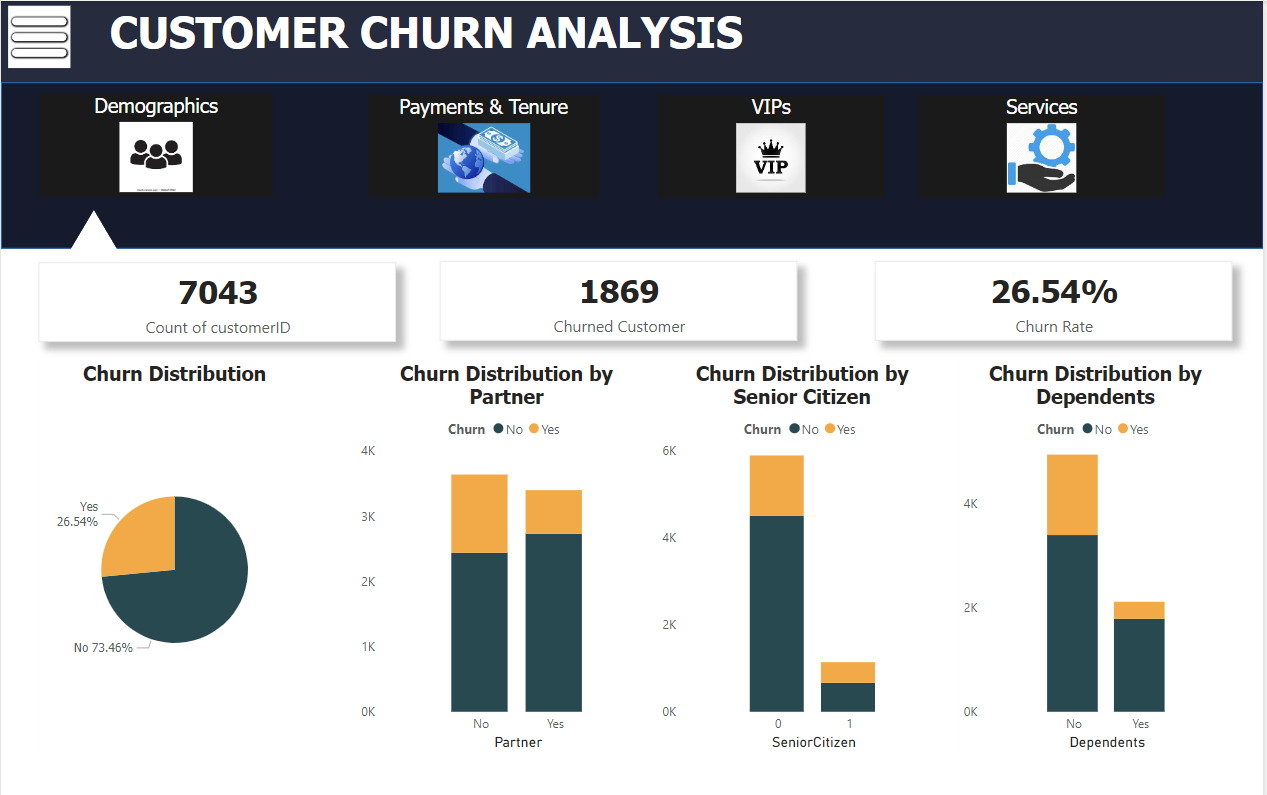 CUSTOMER CHURN ANALYSIS
Demographics
Payments & Tenure
VIPs
Services
VIP
7043
Count of customerID
1869
Churned Customer
26.54%
Churn Rate
Churn Distribution
Yes
26.54%
No 73.46%
Churn Distribution by
Partner
Churn No Yes
4K
3K
2K
1K
0K
No Yes
Partner
Churn Distribution by
Senior Citizen
Churn No Yes
6K
4K
2K
0K
0 1
SeniorCitizen
Churn Distribution by
Dependents
Churn No Yes
4K
2K
0K
No Yes
Dependents